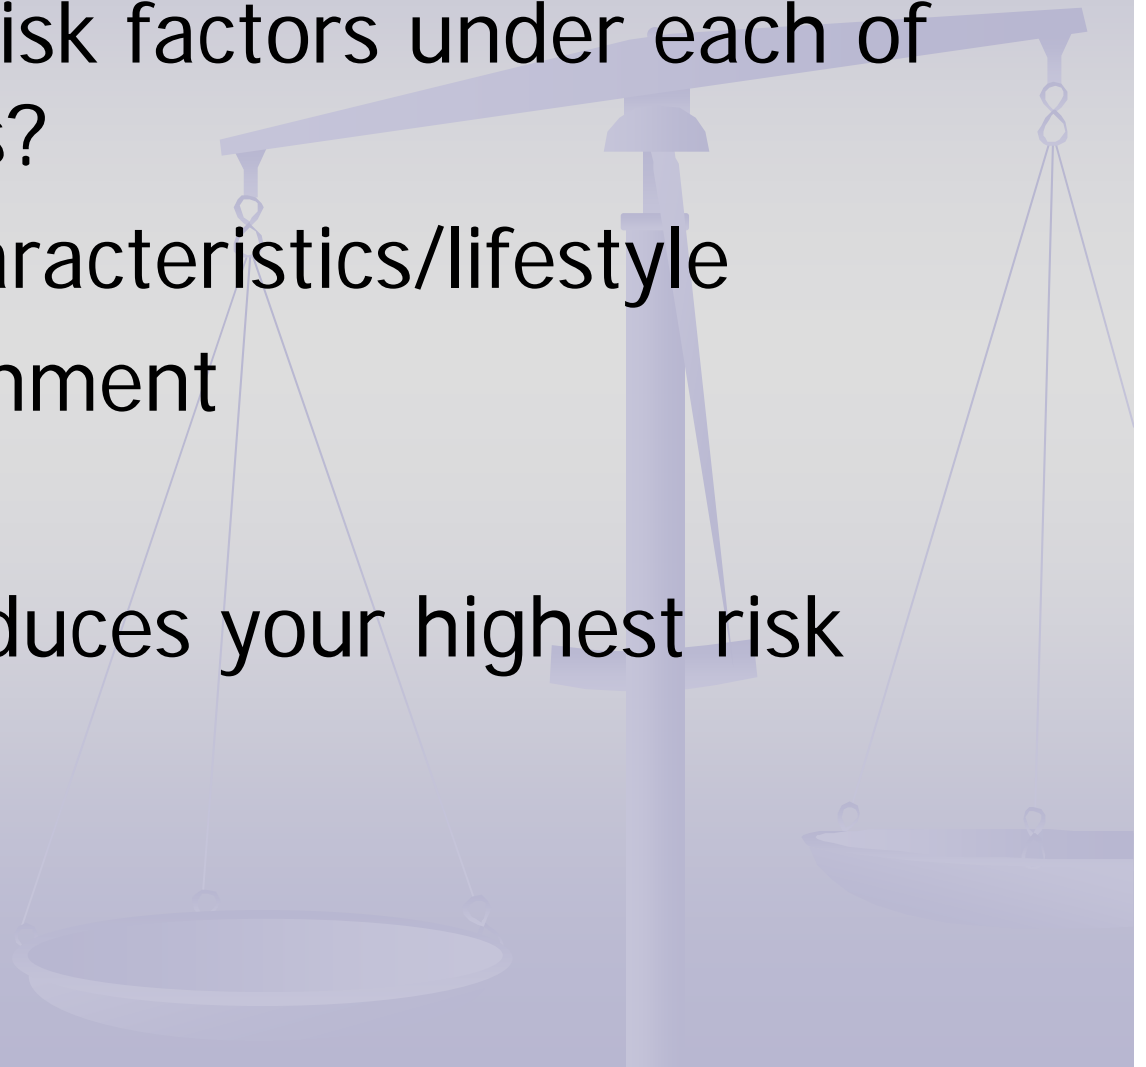 isk factors under each of
s?
aracteristics/lifestyle
nment
duces your highest risk